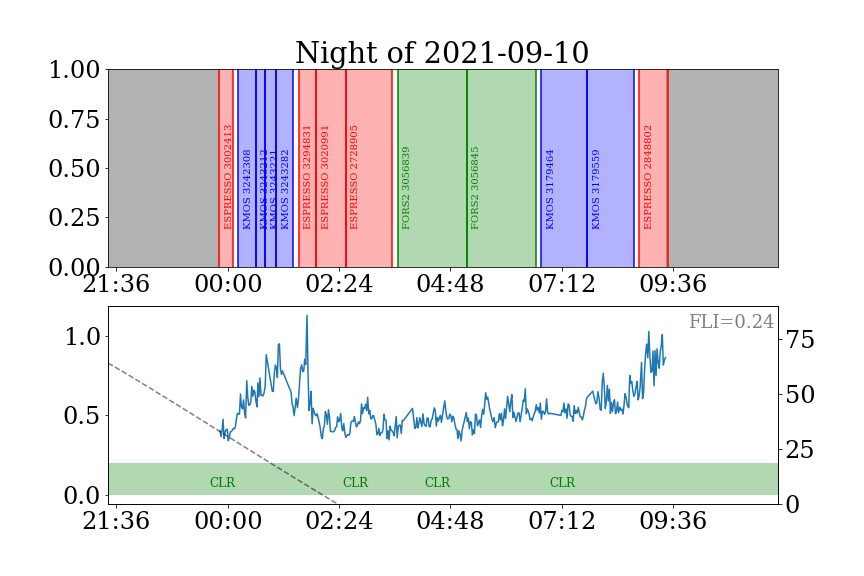 Night of 2021-09-10
1.00
0.75
0.50
0.25
0.00
ESPRESSO 3002413
KMOS 3242308
KMOS 3243212
KMOS 3243221
KMOS 3243282
ESPRESSO 3294831
ESPRESSO 3020991
ESPRESSO 2728905
FORS2 3056839
FORS2 3056845
KMOS 3179464
KMOS 3179559
ESPRESSO 2848802
21:36 00:00 02:24 04:48 07:12 09:36
FLI=0.24
1.0
0.5
0.0
75
50
25
0
CLR CLR CLR CLR
21:36 00:00 02:24 04:48 07:12 09:36